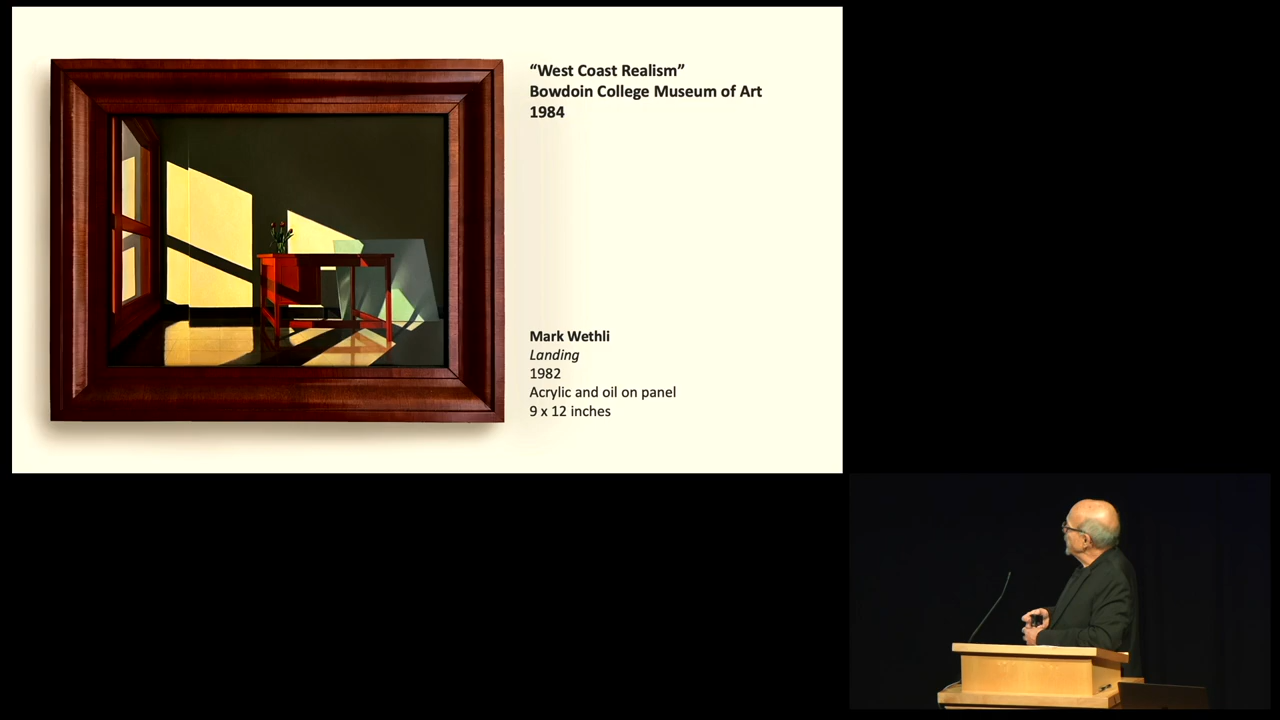 “West Coast Realism”
Bowdoin College Museum of Art
1984
Mark Wethli
Landing
1982
Acrylic and oil on panel
9 x 12 inches